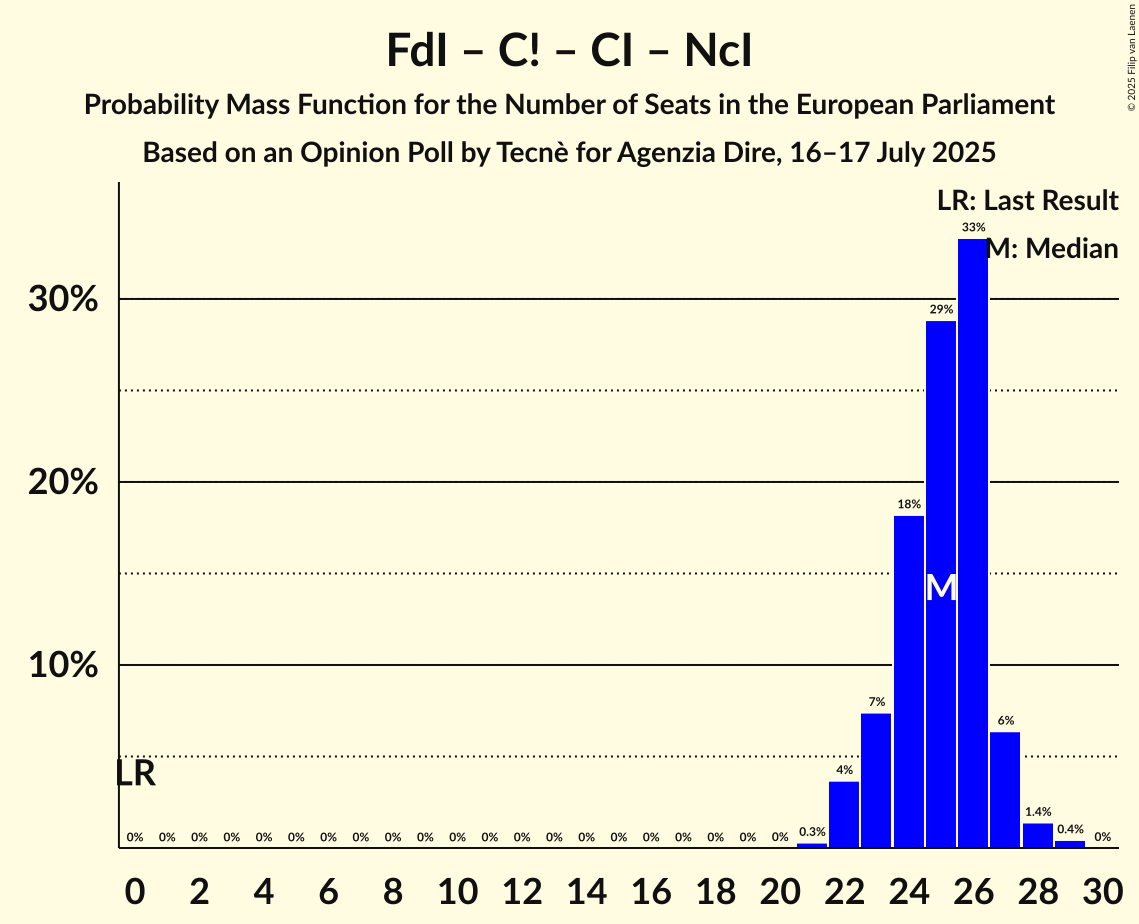 FdI – C! – CI – NcI
Probability Mass Function for the Number of Seats in the European Parliament
Based on an Opinion Poll by Tecnè for Agenzia Dire, 16–17 July 2025
© 2025 Filip van Laenen
LR: Last Result
M: Median
33%
30%
29%
20%
18%
M
10%
7%
6%
LR
4%
1.4%
0% 0% 0% 0% 0% 0% 0% 0% 0% 0% 0% 0% 0% 0% 0% 0% 0% 0% 0% 0% 0% 0.3% 0.4% 0%
0 2 4 6 8 10 12 14 16 18 20 22 24 26 28 30